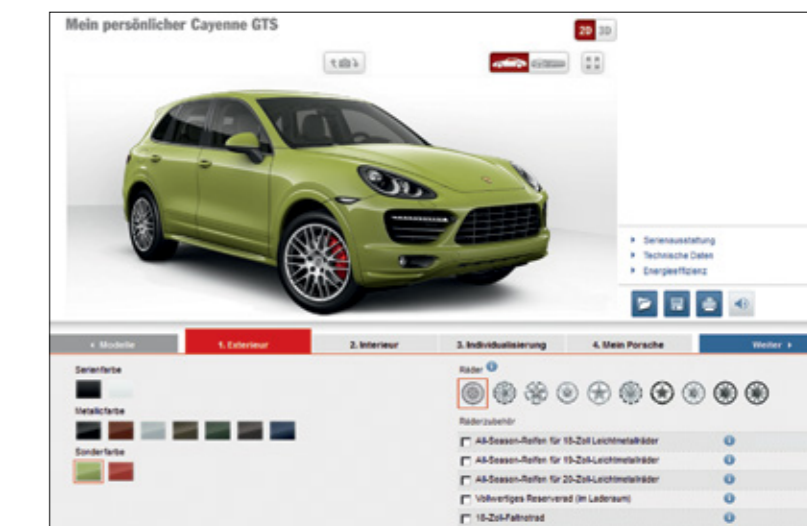 Mein persönlicher Cayenne GTS
2D 3D
Serienausstattung
Technische Daten
Energieeffizienz
Modelle
1. Exterieur
2. Interieur
3. Individualisierung
4. Mein Porsche
Weiter
Serienfarbe
Metallicfarbe
Sonderfarbe
Räder
Räderzubehör
All-Season-Reifen für 18-Zoll Leichtmetallräder
All-Season-Reifen für 19-Zoll-Leichtmetallräder
All-Season-Reifen für 20-Zoll-Leichtmetallräder
Vollwertiges Reserverad (im Laderaum)
18-Zoll-Faltnotrad